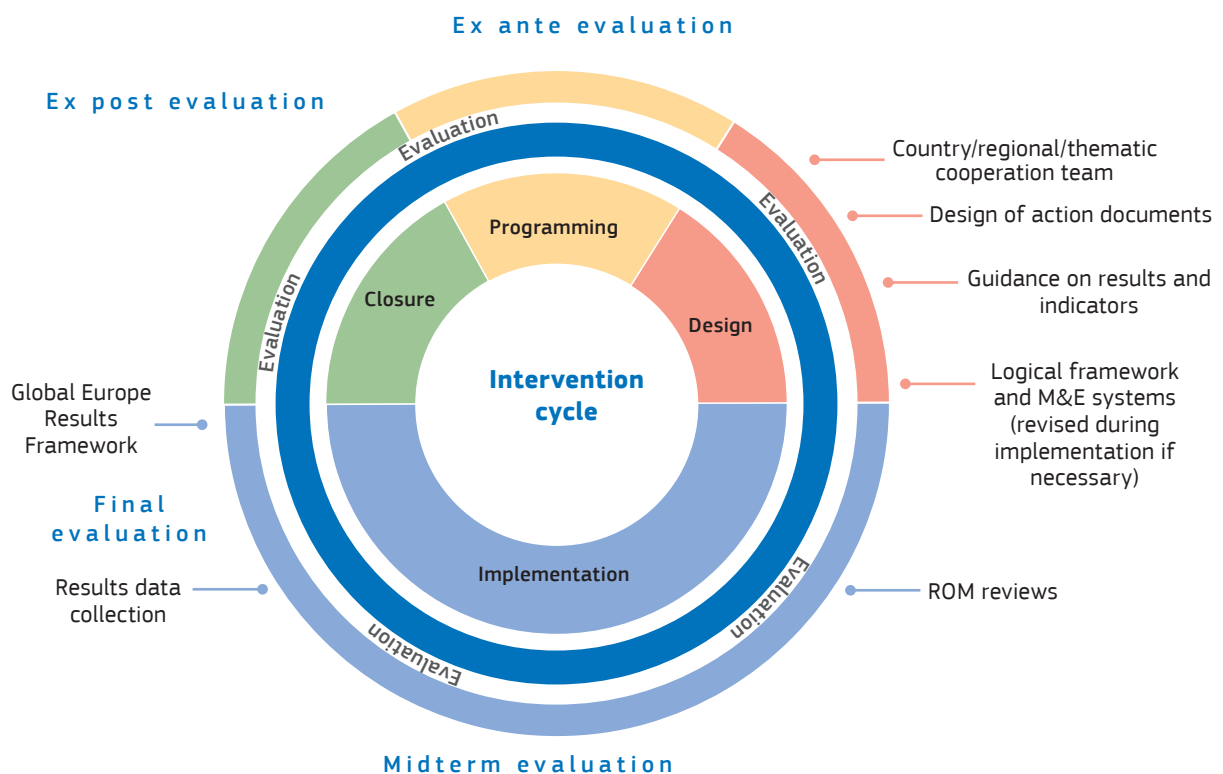 Ex ante evaluation
Ex post evaluation
Evaluation
Country/regional/thematic
cooperation team
Evaluation
Design of action documents
Programming
Guidance on results and
indicators
Evaluation
Closure
Design
Intervention
cycle
Global Europe
Results
Framework
Logical framework
and M&E systems
(revised during
implementation if
necessary)
Final
evaluation
Implementation
Results data
collection
Evaluation
ROM reviews
Evaluation
Midterm evaluation